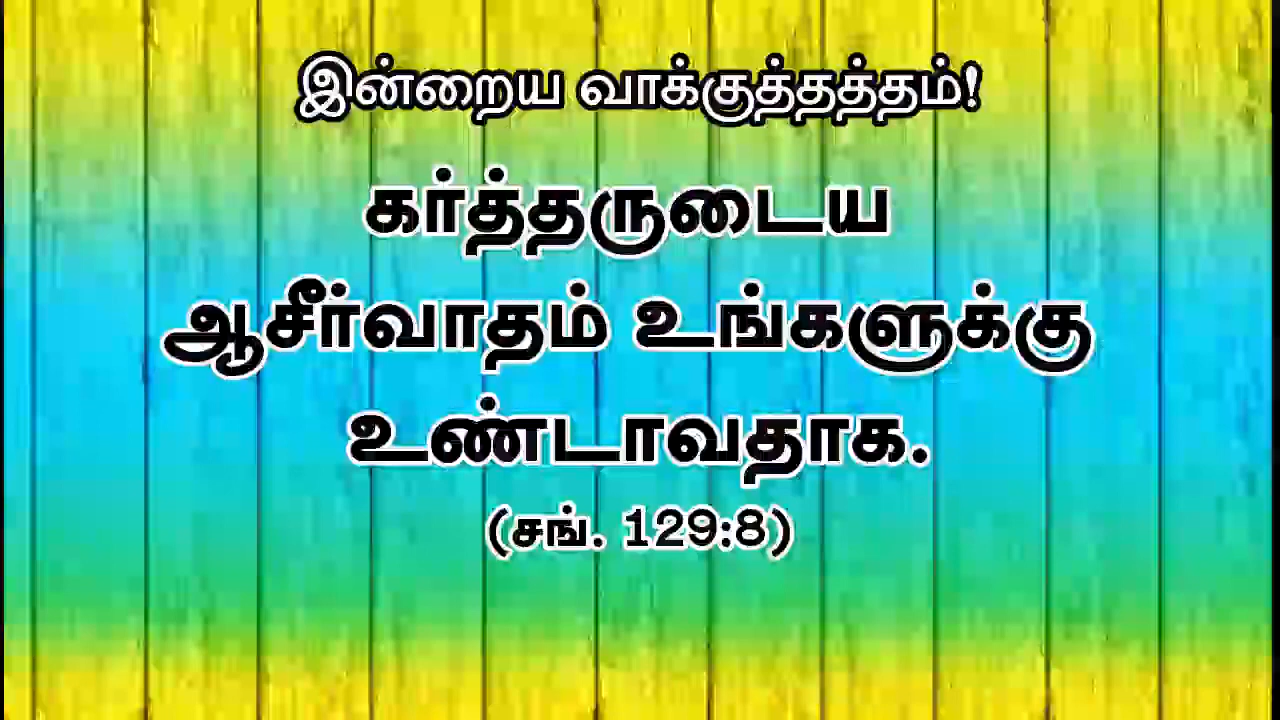 இன்றைய வாக்குத்தத்தம்!
கர்த்தருடைய
ஆசீர்வாதம் உங்களுக்கு
உண்டாவதாக.
(சங். 129:8)